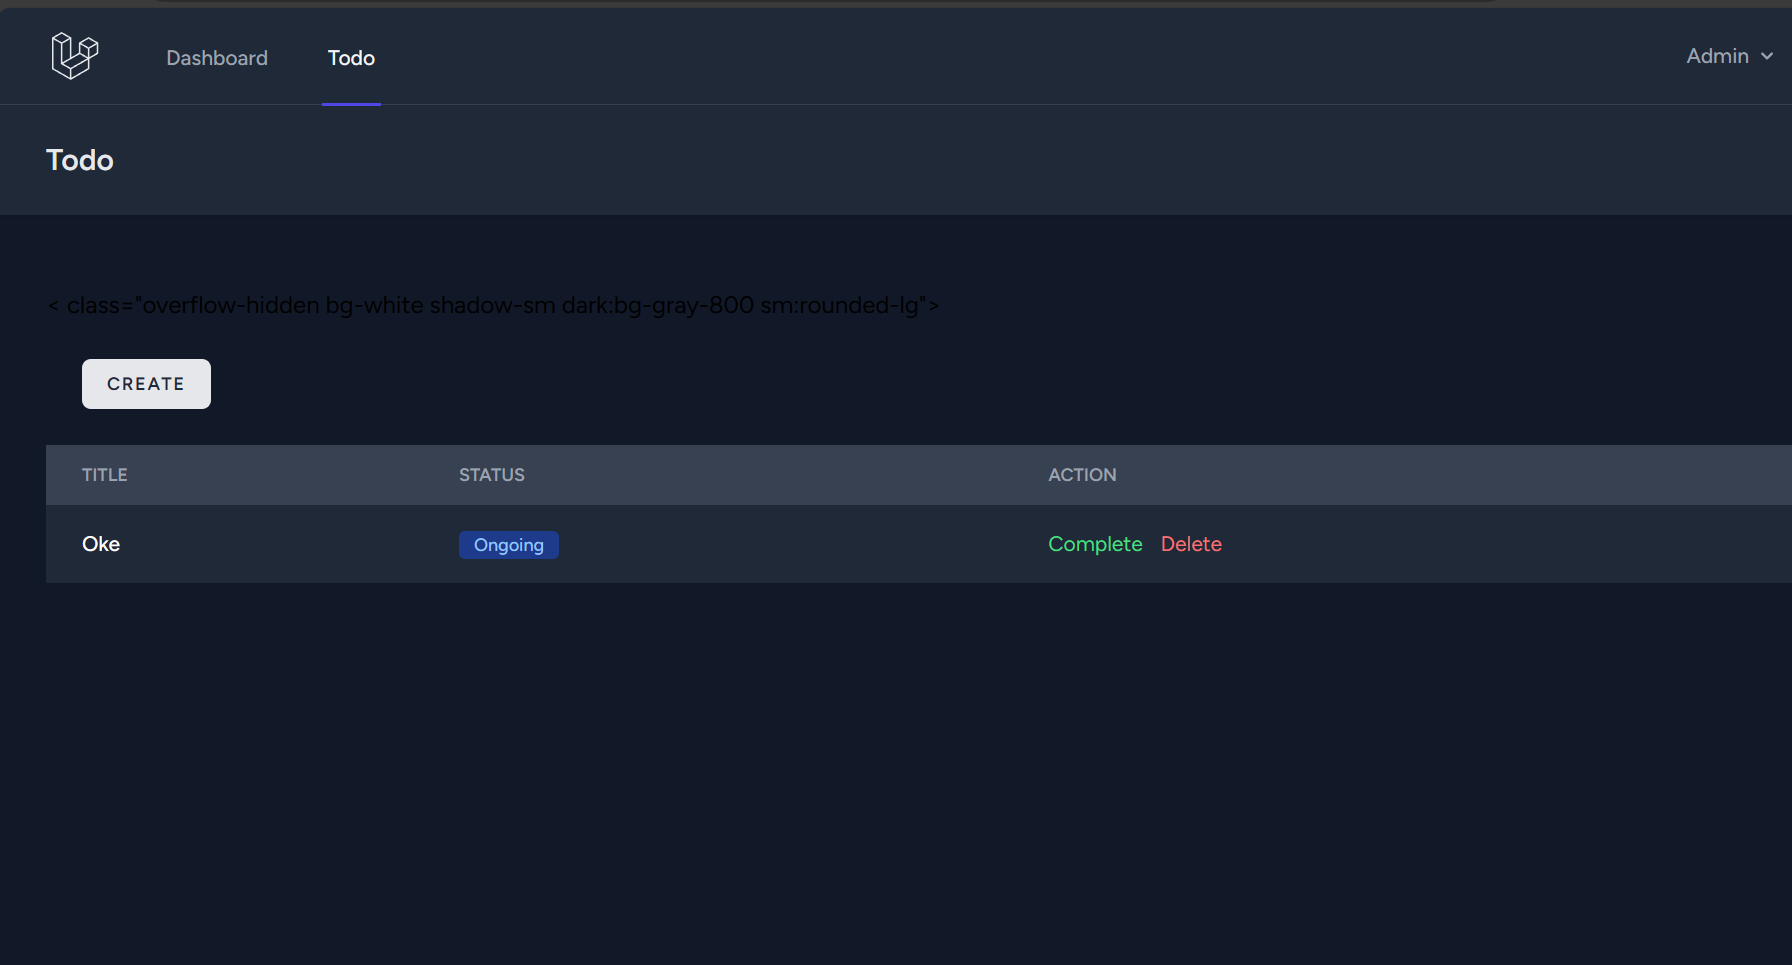 Dashboard Todo Admin
Todo
< class="overflow-hidden bg-white shadow-sm dark:bg-gray-800 sm:rounded-lg">
CREATE
TITLE STATUS ACTION
Oke Ongoing Complete Delete